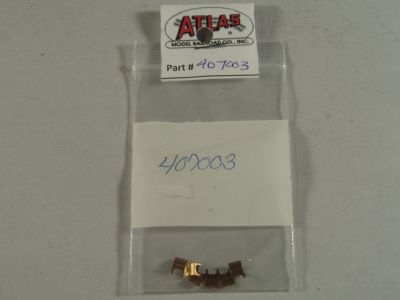 ATLAS
MODEL RAILROAD CO., INC.
Part # 407003
407003